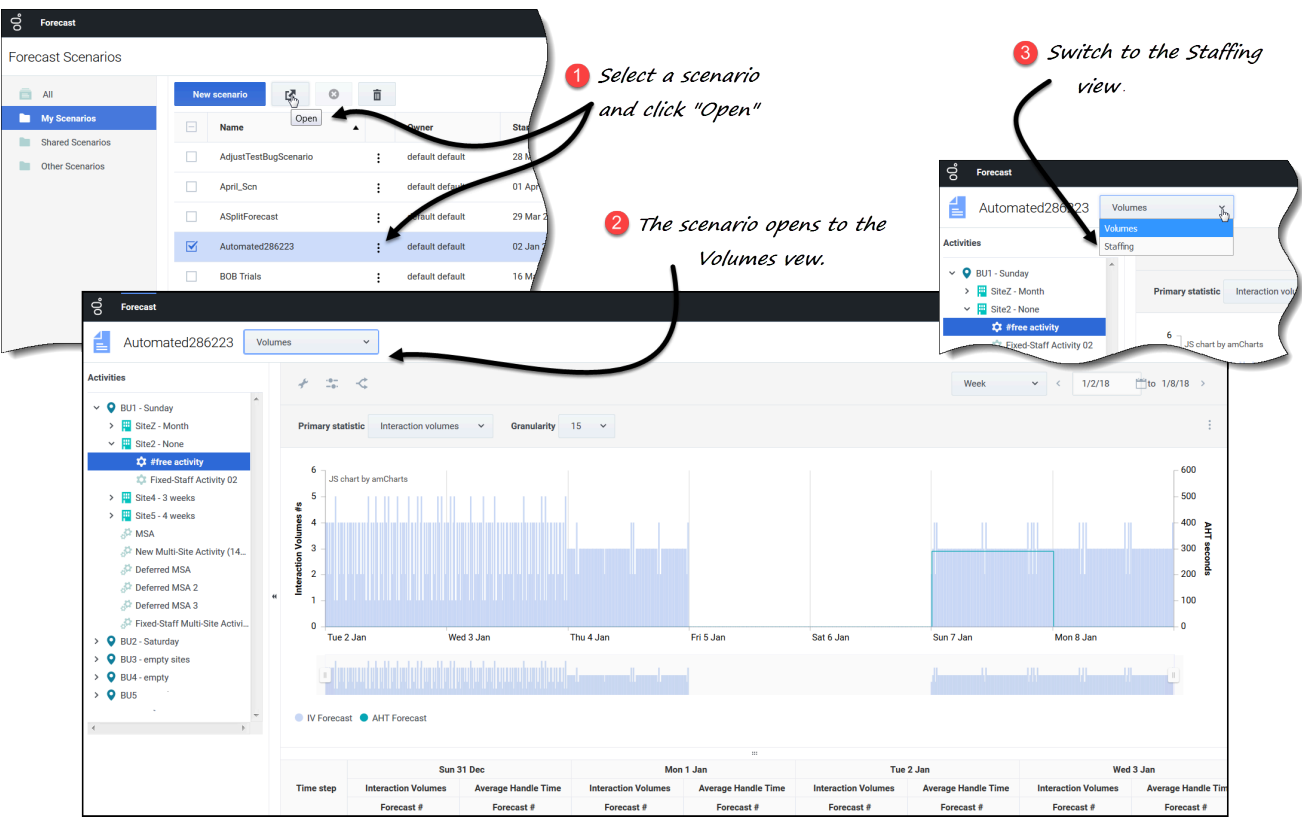 Forecast
Forecast Scenarios
All
My Scenarios
Shared Scenarios
Other Scenarios
New scenario
Open
Name Owner
AdjustTestBugScenario default default 28
April_Scn default default 01 Apr
ASplitForecast default default 29 Mar 2
Automated286223 default default 02 Jan 2
BOB Trials default default 16
1 Select a scenario
and click "Open"
2 The scenario opens to the
Volumes vew.
3 Switch to the Staffing
view.
Forecast
Automated286223 Volumes
Volumes
Staffing
Activities
BU1 - Sunday
SiteZ - Month
Site2 - None
#free activity
Fixed-Staff Activity 02
Primary statistic Interaction volu
6
JS chart by amCharts
Forecast
Automated286223 Volumes
Activities
BU1 - Sunday
SiteZ - Month
Site2 - None
#free activity
Fixed-Staff Activity 02
Site4 - 3 weeks
Site5 - 4 weeks
MSA
New Multi-Site Activity (14...
Deferred MSA
Deferred MSA 2
Deferred MSA 3
Fixed-Staff Multi-Site Activi...
BU2 - Saturday
BU3 - empty sites
BU4 - empty
BU5
Week 1/2/18 to 1/8/18
Primary statistic Interaction volumes Granularity 15
JS chart by amCharts
Interaction Volumes #s
6
5
4
3
2
1
0
600
500
400
300
200
100
0
AHT seconds
Tue 2 Jan Wed 3 Jan Thu 4 Jan Fri 5 Jan Sat 6 Jan Sun 7 Jan Mon 8 Jan
IV Forecast AHT Forecast
Sun 31 Dec Mon 1 Jan Tue 2 Jan Wed 3 Jan
Time step Interaction Volumes Average Handle Time Interaction Volumes Average Handle Time Interaction Volumes Average Handle Time Interaction Volumes Average Handle Tim
Forecast # Forecast # Forecast # Forecast # Forecast # Forecast # Forecast # Forecast #